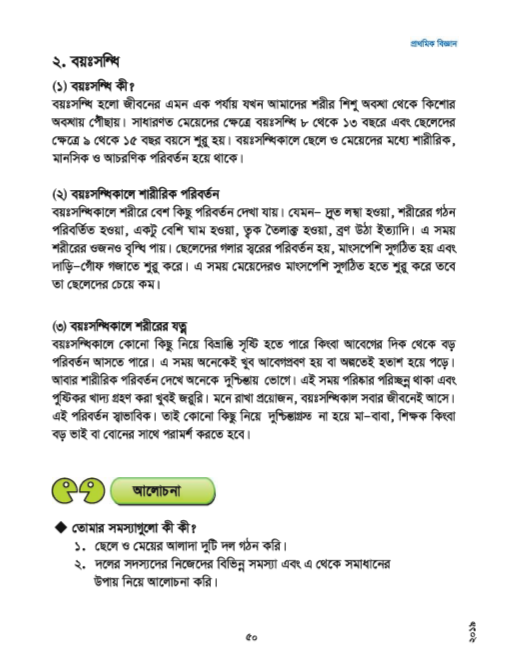 প্রাথমিক বিজ্ঞান
২. বয়ঃসন্ধি
(১) বয়ঃসন্ধি কী?
বয়ঃসন্ধি হলো জীবনের এমন এক পর্যায় যখন আমাদের শরীর শিশু অবস্থা থেকে কিশোর
অবস্থায় পৌঁছায়। সাধারণত মেয়েদের ক্ষেত্রে বয়ঃসন্ধি ৮ থেকে ১৩ বছরে এবং ছেলেদের
ক্ষেত্রে ৯ থেকে ১৫ বছর বয়সে শুরু হয়। বয়ঃসন্ধিকালে ছেলে ও মেয়েদের মধ্যে শারীরিক,
মানসিক ও আচরণিক পরিবর্তন হয়ে থাকে।
(২) বয়ঃসন্ধিকালে শারীরিক পরিবর্তন
বয়ঃসন্ধিকালে শরীরে বেশ কিছু পরিবর্তন দেখা যায়। যেমন– দ্রুত লম্বা হওয়া, শরীরের গঠন
পরিবর্তিত হওয়া, একটু বেশি ঘাম হওয়া, ত্বক তৈলাক্ত হওয়া, ব্রণ উঠা ইত্যাদি। এ সময়
শরীরের ওজনও বৃদ্ধি পায়। ছেলেদের গলার স্বরের পরিবর্তন হয়, মাংসপেশি সুগঠিত হয় এবং
দাড়ি–গোঁফ গজাতে শুরু করে। এ সময় মেয়েদেরও মাংসপেশি সুগঠিত হতে শুরু করে তবে
তা ছেলেদের চেয়ে কম।
(৩) বয়ঃসন্ধিকালে শরীরের যত্ন
বয়ঃসন্ধিকালে কোনো কিছু নিয়ে বিভ্রান্তি সৃষ্টি হতে পারে কিংবা আবেগের দিক থেকে বড়
পরিবর্তন আসতে পারে। এ সময় অনেকেই খুব আবেগপ্রবণ হয় বা অল্পতেই হতাশ হয়ে পড়ে।
আবার শারীরিক পরিবর্তন দেখে অনেকে দুশ্চিন্তায় ভোগে। এই সময় পরিষ্কার পরিচ্ছন্ন থাকা এবং
পুষ্টিকর খাদ্য গ্রহণ করা খুবই জরুরি। মনে রাখা প্রয়োজন, বয়ঃসন্ধিকাল সবার জীবনেই আসে।
এই পরিবর্তন স্বাভাবিক। তাই কোনো কিছু নিয়ে দুশ্চিন্তাগ্রস্ত না হয়ে মা–বাবা, শিক্ষক কিংবা
বড় ভাই বা বোনের সাথে পরামর্শ করতে হবে।
আলোচনা
◆ তোমার সমস্যাগুলো কী কী?
১. ছেলে ও মেয়ের আলাদা দুটি দল গঠন করি।
২. দলের সদস্যদের নিজেদের বিভিন্ন সমস্যা এবং এ থেকে সমাধানের
উপায় নিয়ে আলোচনা করি।
৫০
২০১৯